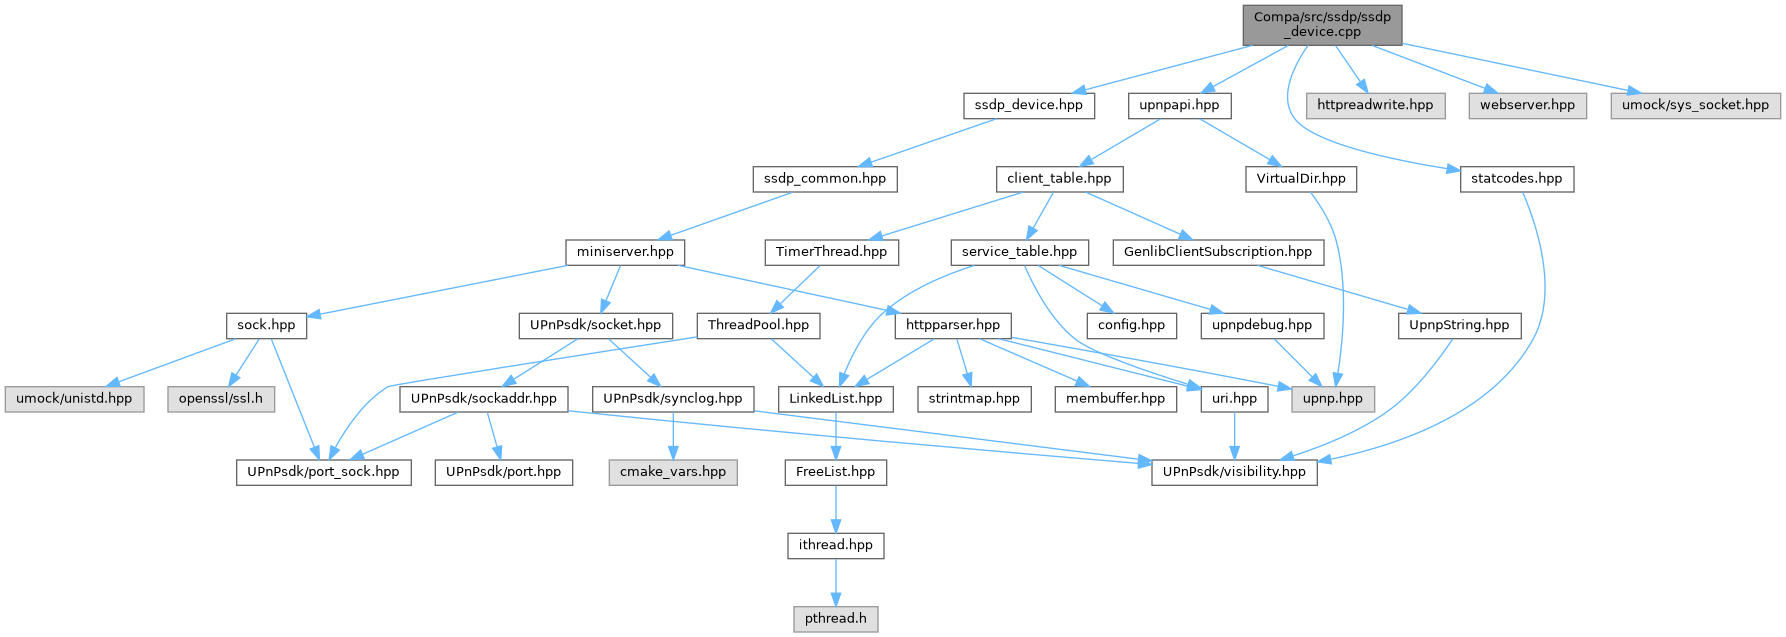 Compa/src/ssdp/ssdp
_device.cpp
ssdp_device.hpp
upnpapi.hpp
httpreadwrite.hpp
webserver.hpp
umock/sys_socket.hpp
ssdp_common.hpp
client_table.hpp
VirtualDir.hpp
statcodes.hpp
miniserver.hpp
TimerThread.hpp
service_table.hpp
GenlibClientSubscription.hpp
sock.hpp
UPnPsdk/socket.hpp
ThreadPool.hpp
httpparser.hpp
config.hpp
upnpdebug.hpp
UpnpString.hpp
umock/unistd.hpp
openssl/ssl.h
UPnPsdk/sockaddr.hpp
UPnPsdk/synclog.hpp
LinkedList.hpp
strintmap.hpp
membuffer.hpp
uri.hpp
upnp.hpp
UPnPsdk/port_sock.hpp
UPnPsdk/port.hpp
cmake_vars.hpp
FreeList.hpp
UPnPsdk/visibility.hpp
ithread.hpp
pthread.h